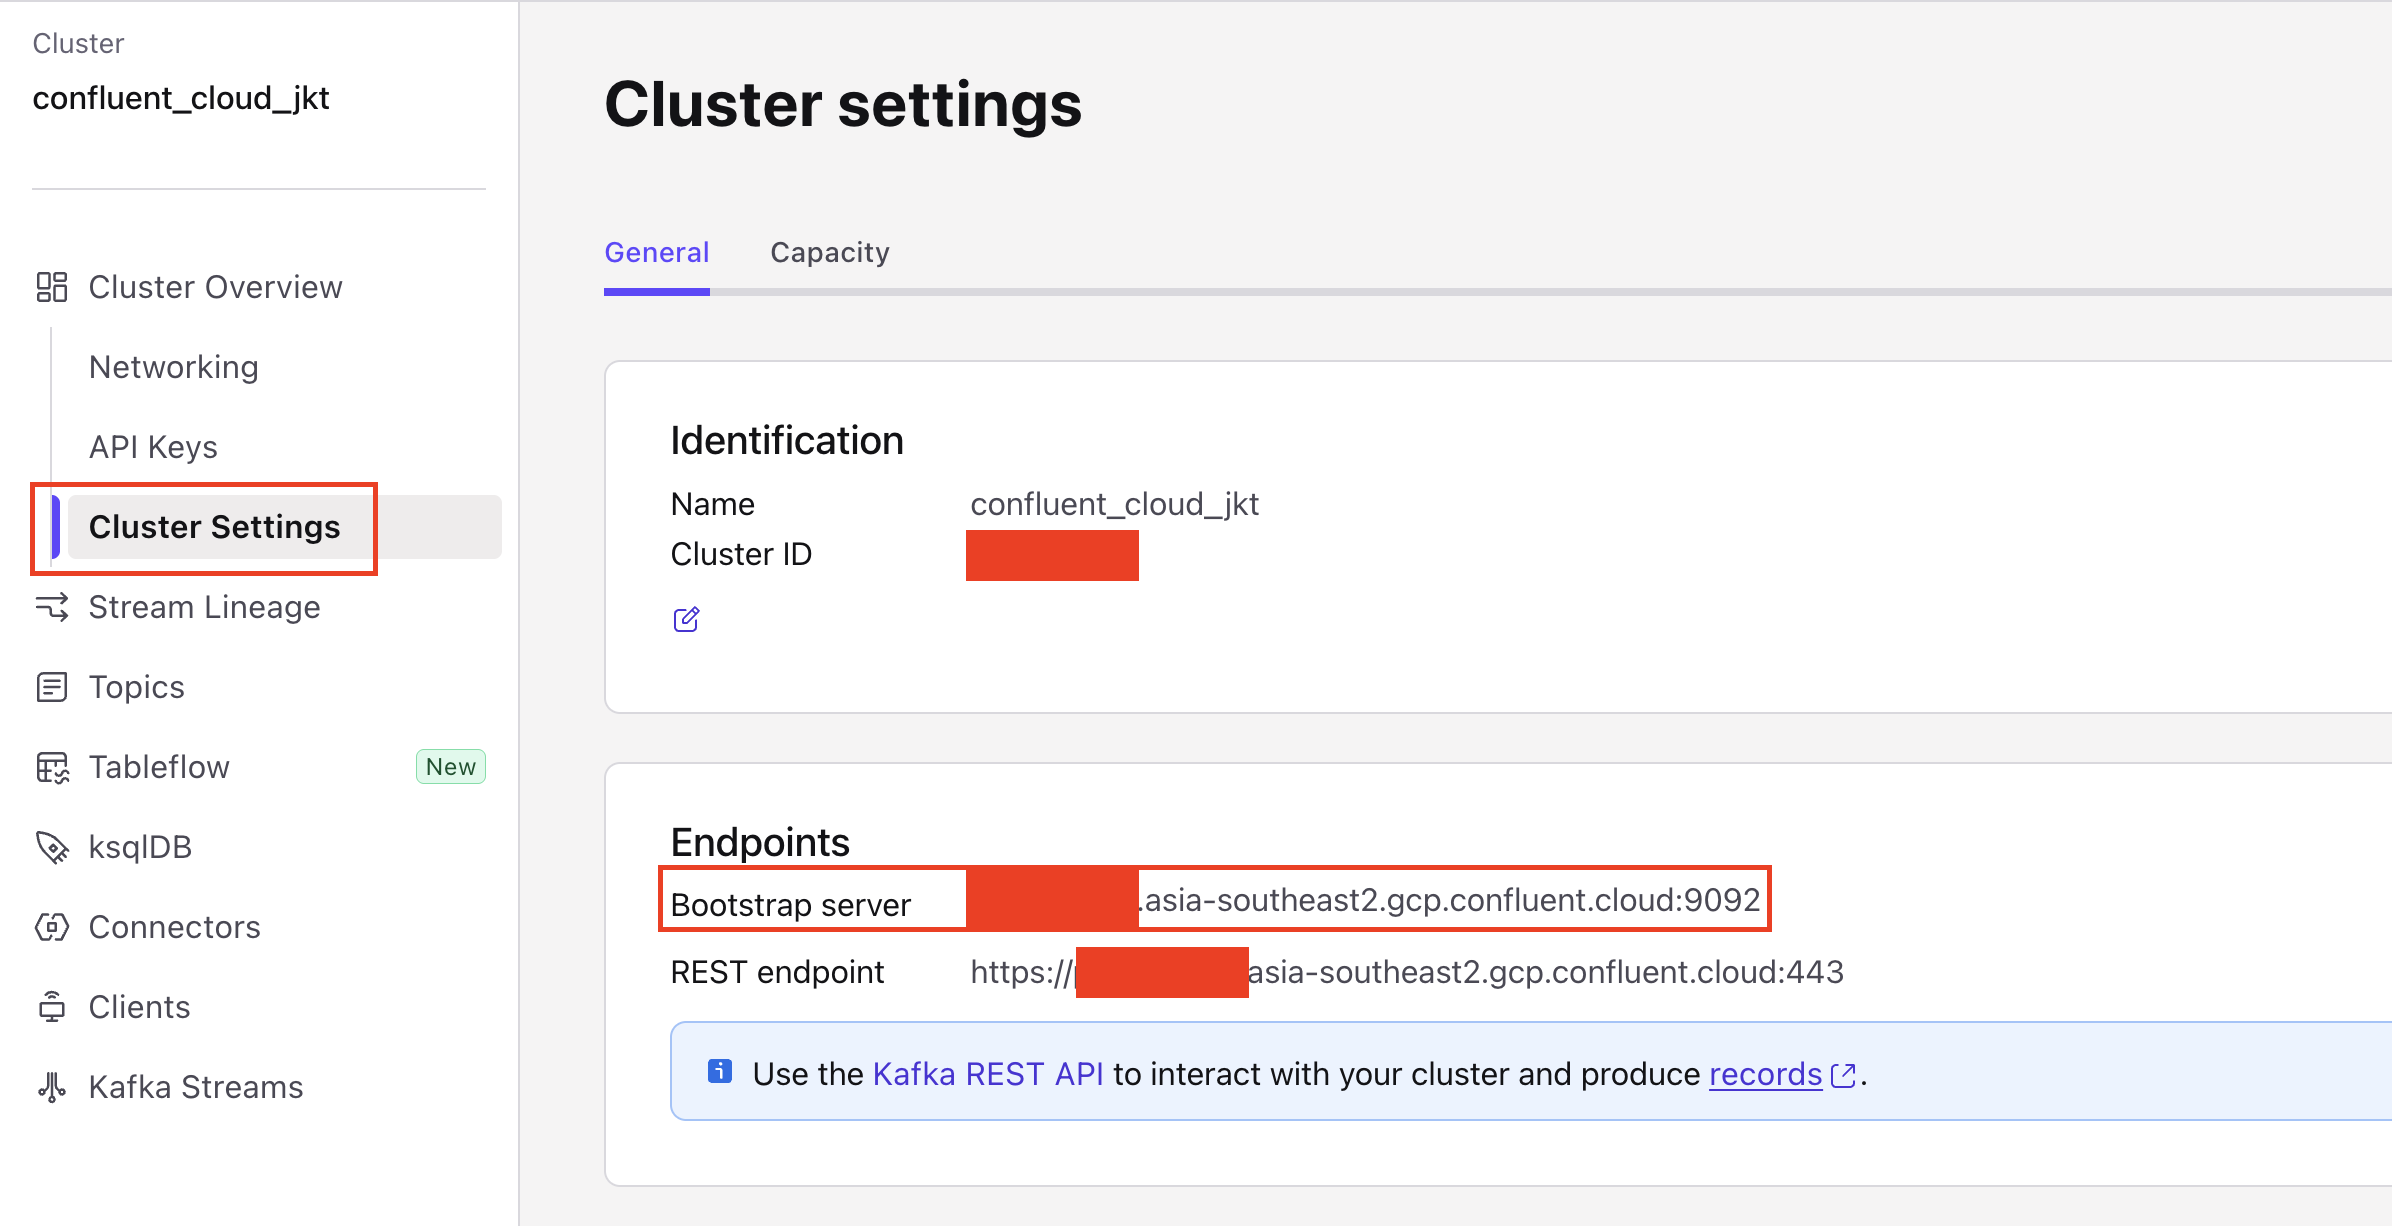 Cluster
confluent_cloud_jkt
Cluster Overview
Networking
API Keys
Cluster Settings
Stream Lineage
Topics
Tableflow New
ksqlDB
Connectors
Clients
Kafka Streams
Cluster settings
General Capacity
Identification
Name confluent_cloud_jkt
Cluster ID
Endpoints
Bootstrap server .asia-southeast2.gcp.confluent.cloud:9092
REST endpoint https:// asia-southeast2.gcp.confluent.cloud:443
Use the Kafka REST API to interact with your cluster and produce records.